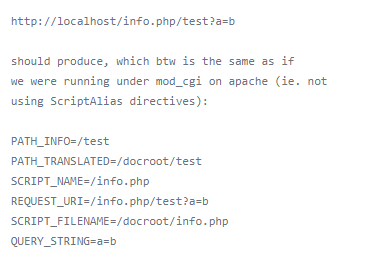 http://localhost/info.php/test?a=b
should produce, which btw is the same as if
we were running under mod_cgi on apache (ie. not
using ScriptAlias directives):
PATH_INFO=/test
PATH_TRANSLATED=/docroot/test
SCRIPT_NAME=/info.php
REQUEST_URI=/info.php/test?a=b
SCRIPT_FILENAME=/docroot/info.php
QUERY_STRING=a=b